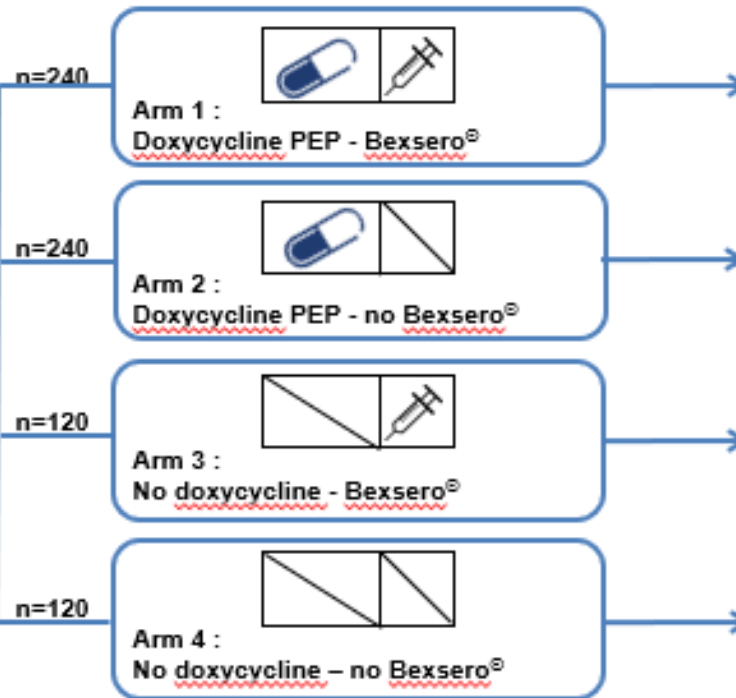 n=240
Arm 1 :
Doxycycline PEP - Bexsero®
n=240
Arm 2 :
Doxycycline PEP - no Bexsero®
n=120
Arm 3 :
No doxycycline - Bexsero®
n=120
Arm 4 :
No doxycycline – no Bexsero®